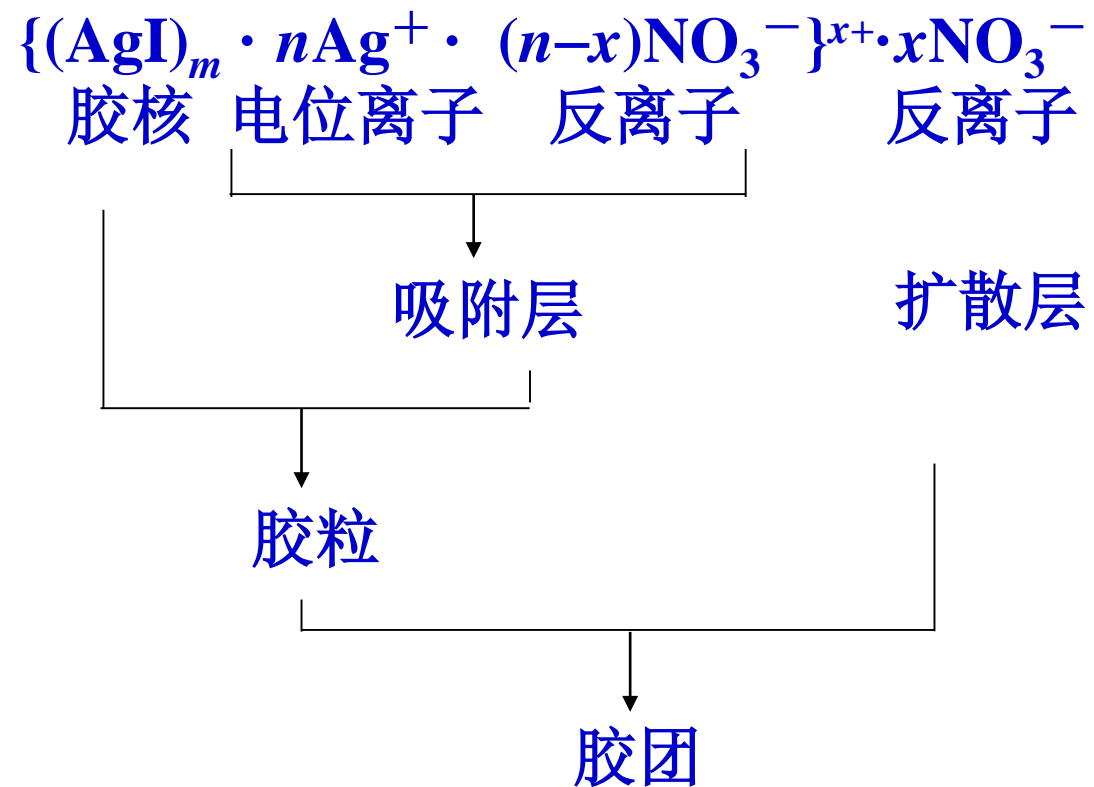 {(AgI)ₘ · nAg⁺ · (n–x)NO₃⁻}ˣ⁺·xNO₃⁻
胶核 电位离子 反离子 反离子
吸附层 扩散层
胶粒
胶团